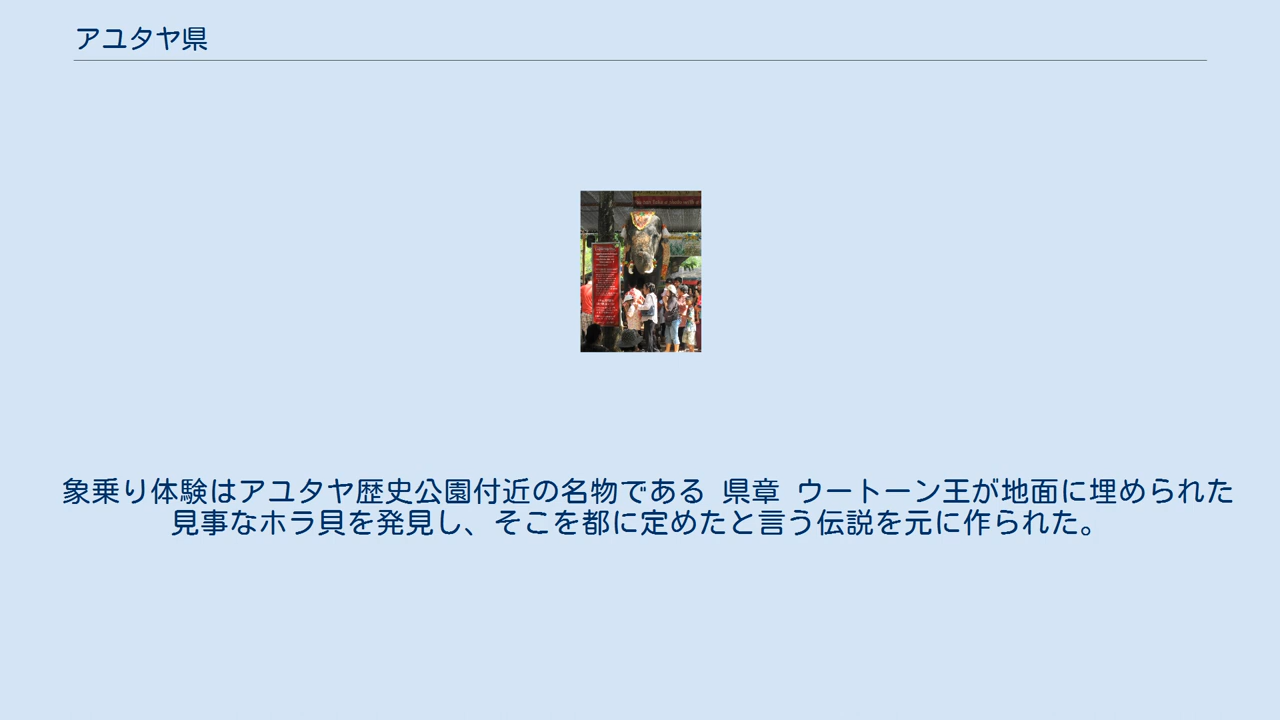 アユタヤ県
象乗り体験はアユタヤ歴史公園付近の名物である 県章 ウートーン王が地面に埋められた
見事なホラ貝を発見し、そこを都に定めたと言う伝説を元に作られた。